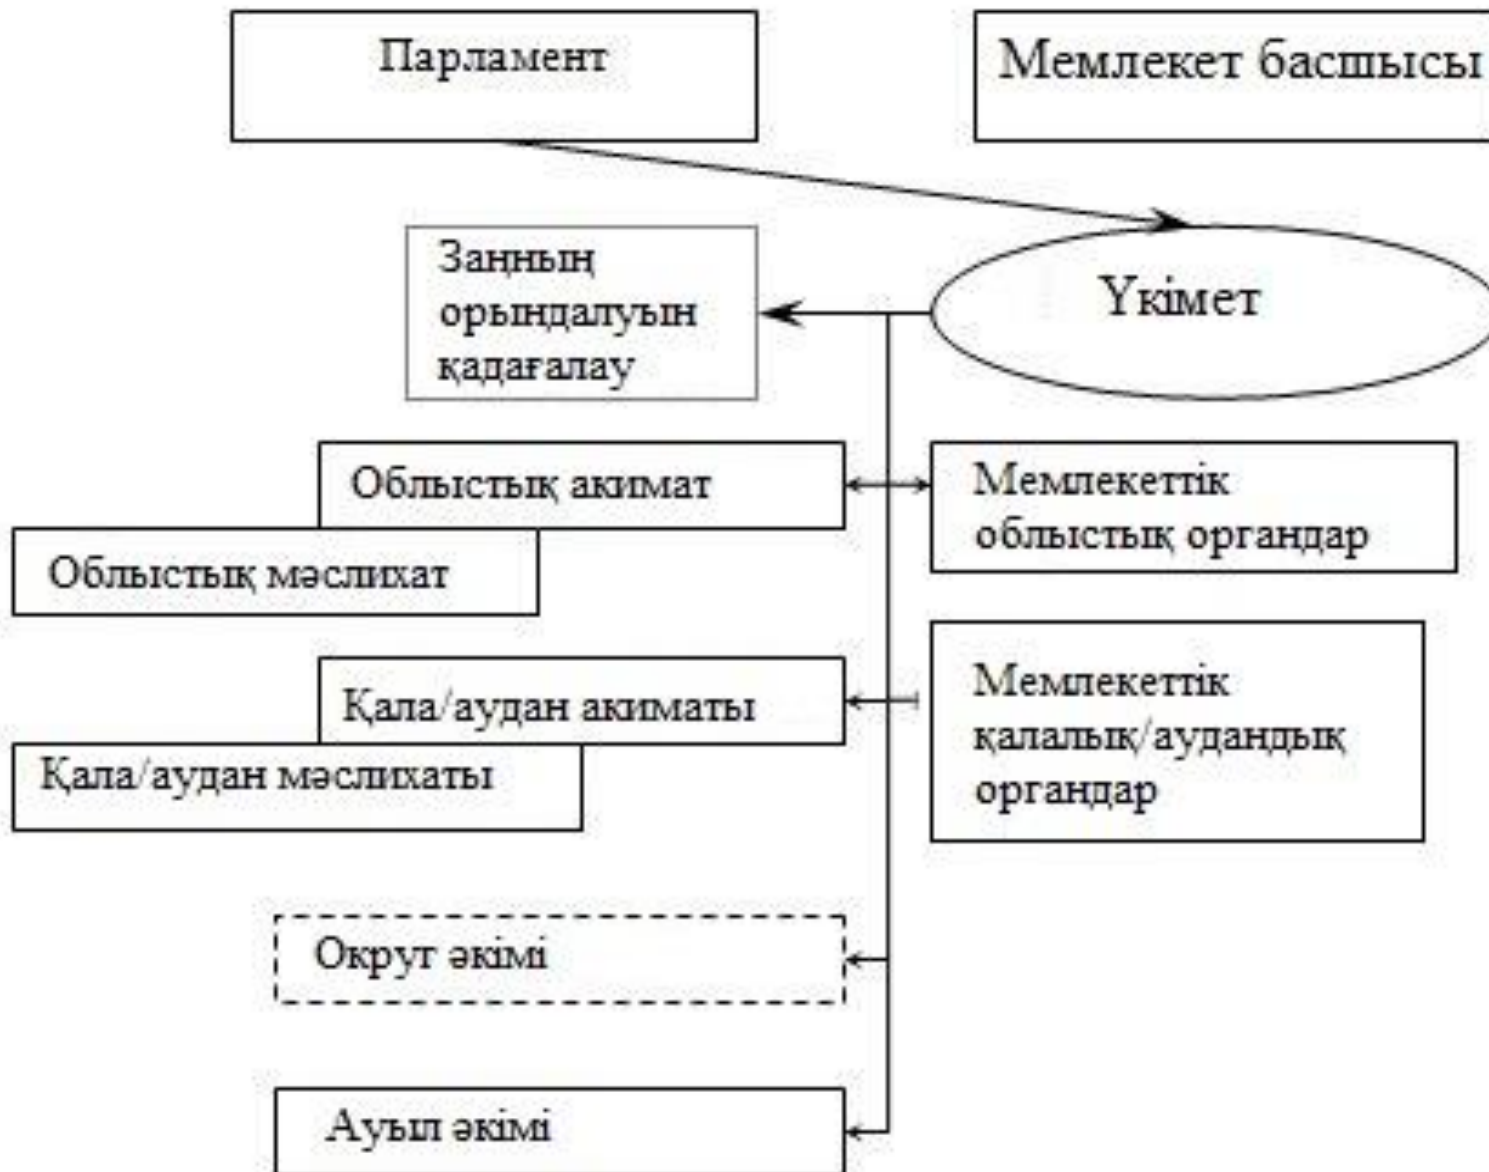 Парламент
Мемлекет басшысы
Заңның
орындалуын
қадағалау
Үкімет
Облыстық акимат
Мемлекеттік
облыстық органдар
Облыстық мәслихат
Қала/аудан акиматы
Мемлекеттік
қалалық/аудандық
органдар
Қала/аудан мәслихаты
Округ әкімі
Ауыл әкімі